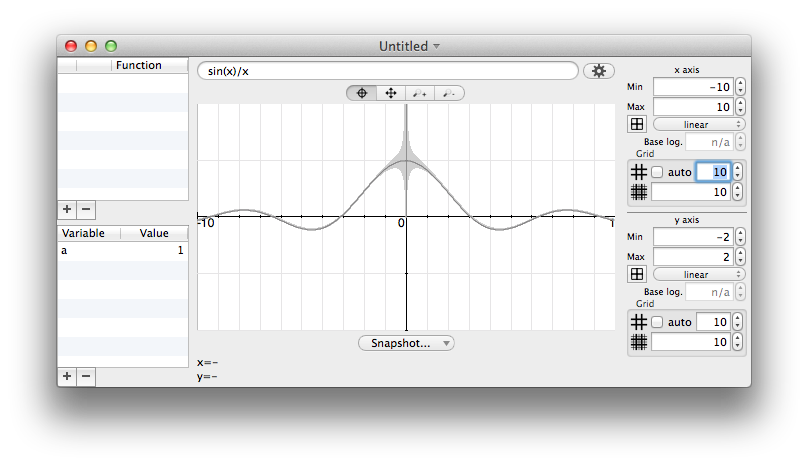 Untitled
Function
sin(x)/x
Variable Value
a 1
+ −
+ −
-10 0 1
Snapshot...
x=-
y=-
x axis
Min −10
Max 10
linear
Base log. n/a
Grid
auto 10
10
y axis
Min −2
Max 2
linear
Base log. n/a
Grid
auto 10
10